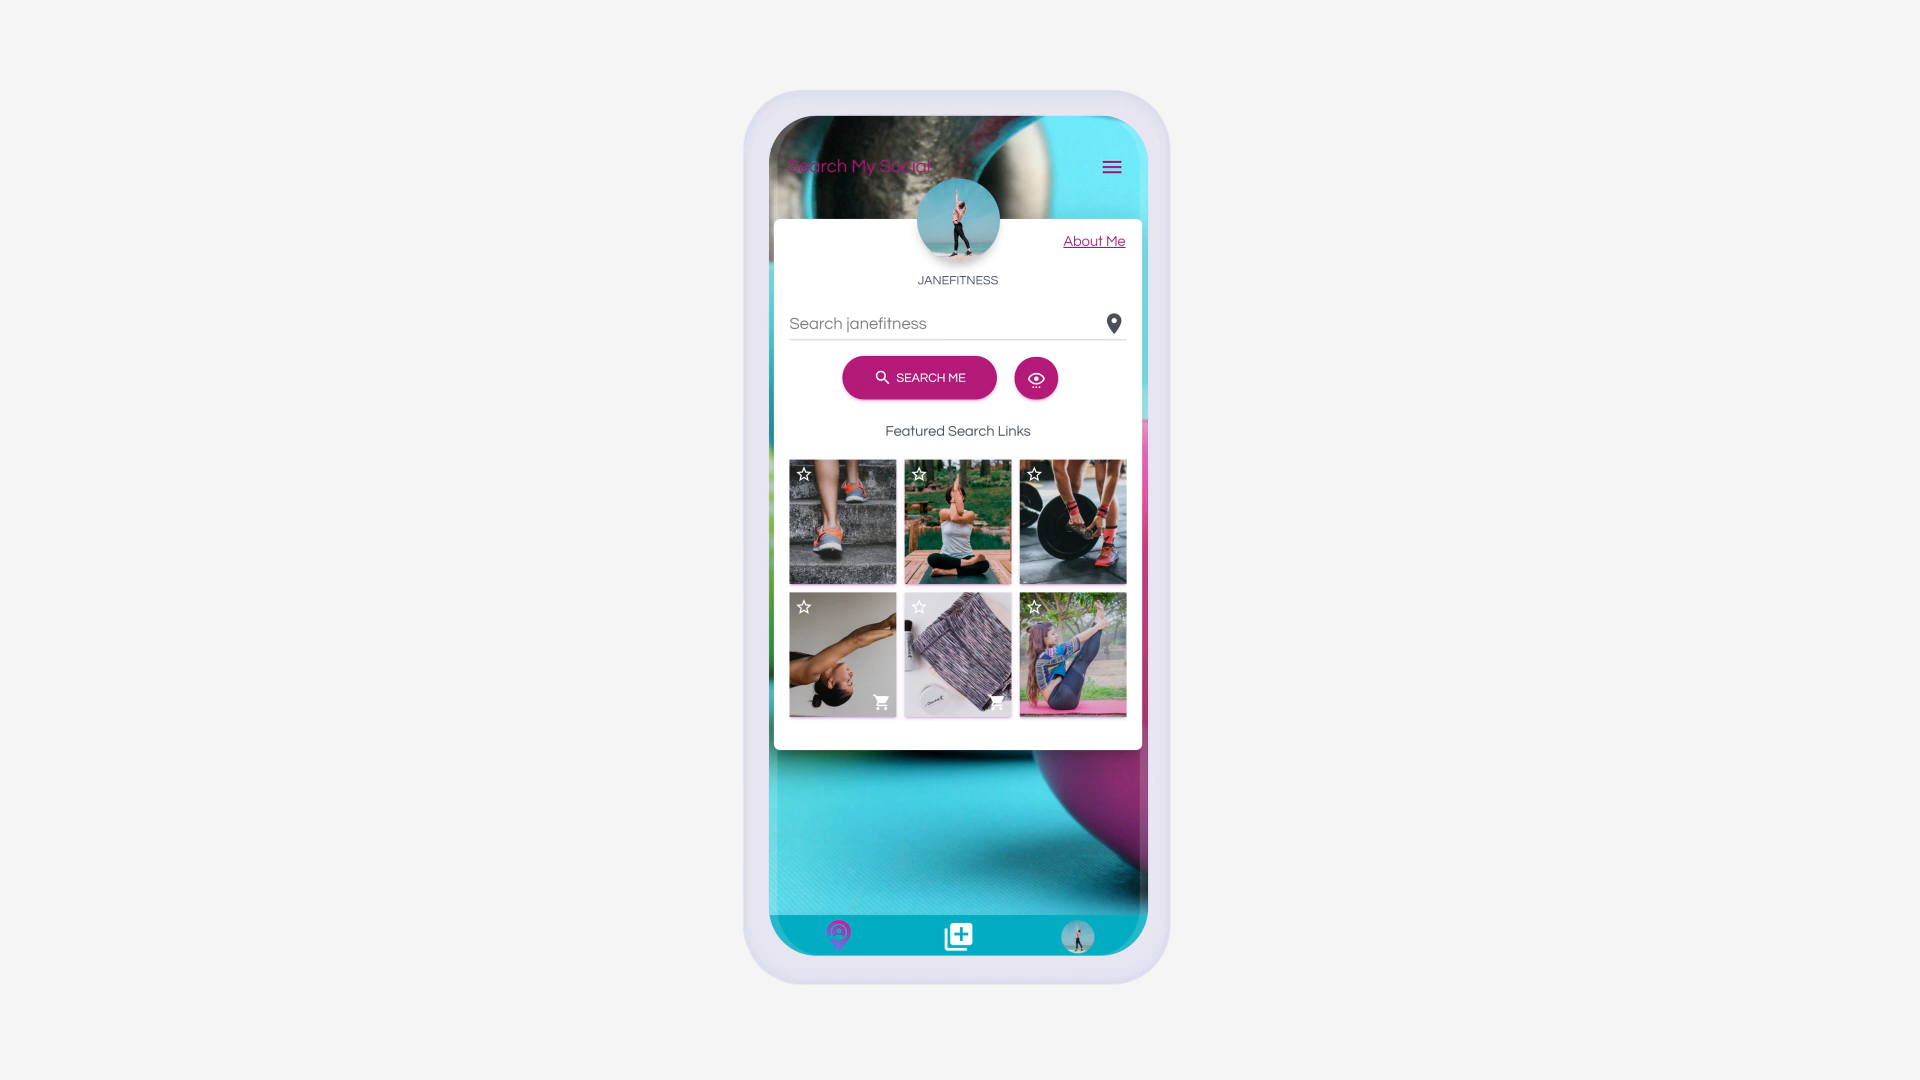 Search My Social
About Me
JANEFITNESS
Search janefitness
SEARCH ME
Featured Search Links